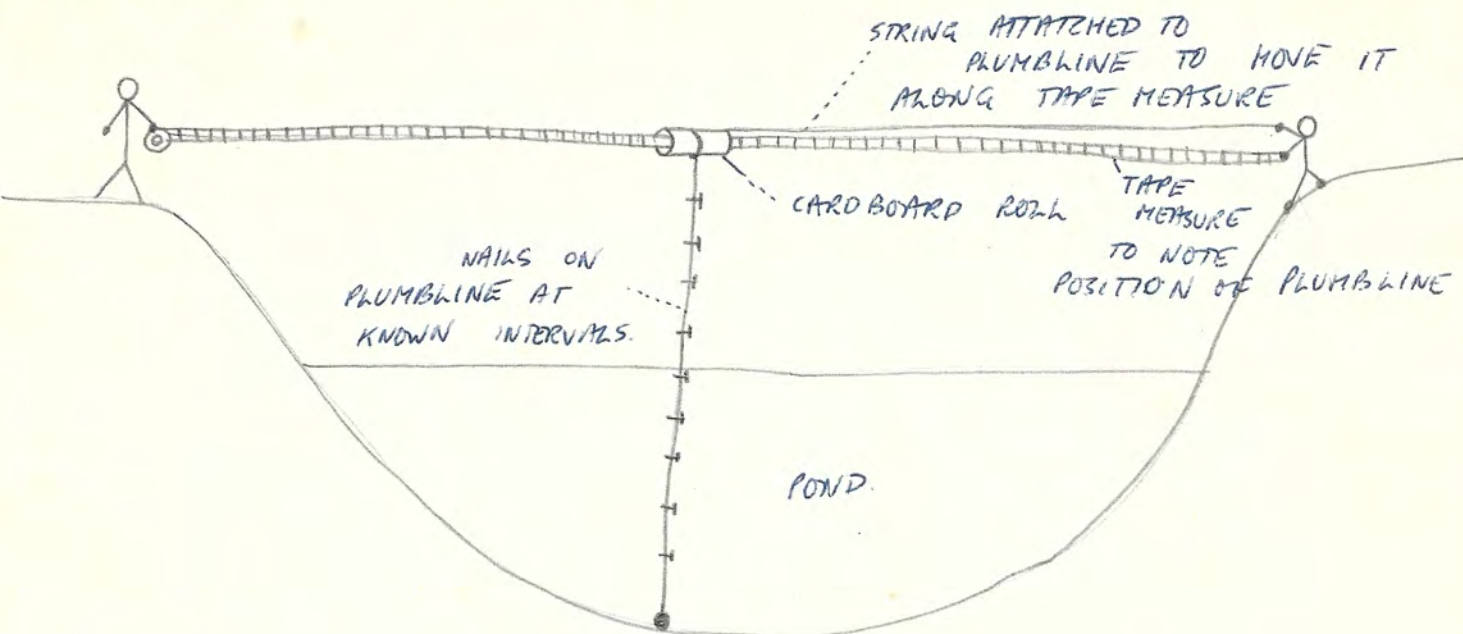 STRING ATTATCHED TO
PLUMBLINE TO MOVE IT
ALONG TAPE MEASURE
CARDBOARD ROLL
TAPE
MEASURE
TO NOTE
POSITION OF PLUMBLINE
NAILS ON
PLUMBLINE AT
KNOWN INTERVALS.
POND.